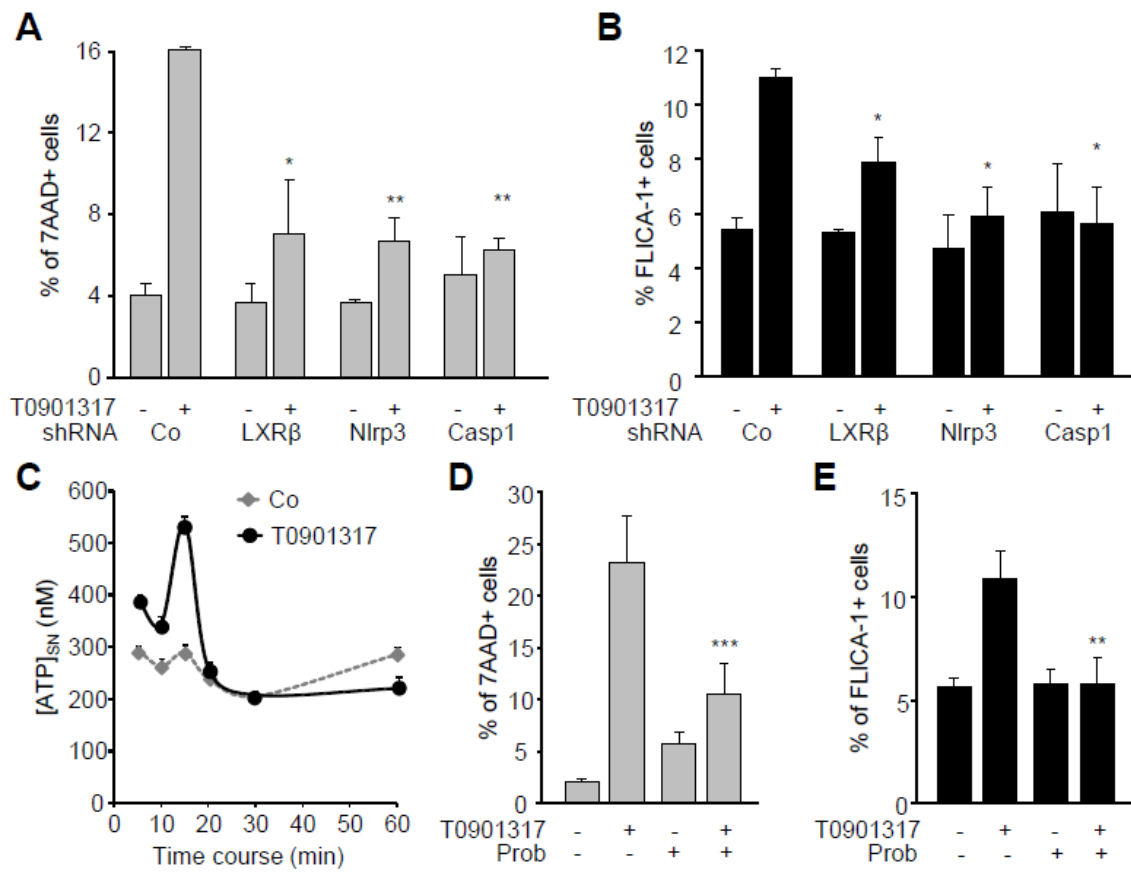 A
% of 7AAD+ cells
16
12
8
4
0
* ** **
T0901317 - + - + - + - +
shRNA Co LXRβ Nlrp3 Casp1
B
% FLICA-1+ cells
12
10
8
6
4
2
0
* * *
T0901317 - + - + - + - +
shRNA Co LXRβ Nlrp3 Casp1
C
[ATP]SN (nM)
600
500
400
300
200
100
0
Co
T0901317
0 10 20 30 40 50 60
Time course (min)
D
% of 7AAD+ cells
30
25
20
15
10
5
0
***
T0901317 - + - +
Prob - - + +
E
% of FLICA-1+ cells
15
10
5
0
**
T0901317 - + - +
Prob - - + +